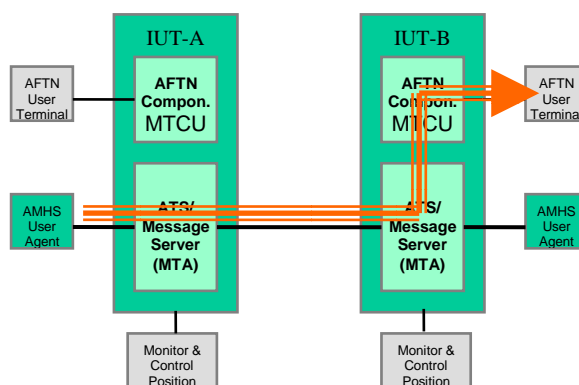 IUT-A
IUT-B
AFTN
User
Terminal
AFTN
Compon.
MTCU
AFTN
Compon.
MTCU
AFTN
User
Terminal
AMHS
User
Agent
ATS/
Message
Server
(MTA)
ATS/
Message
Server
(MTA)
AMHS
User
Agent
Monitor &
Control
Position
Monitor &
Control
Position